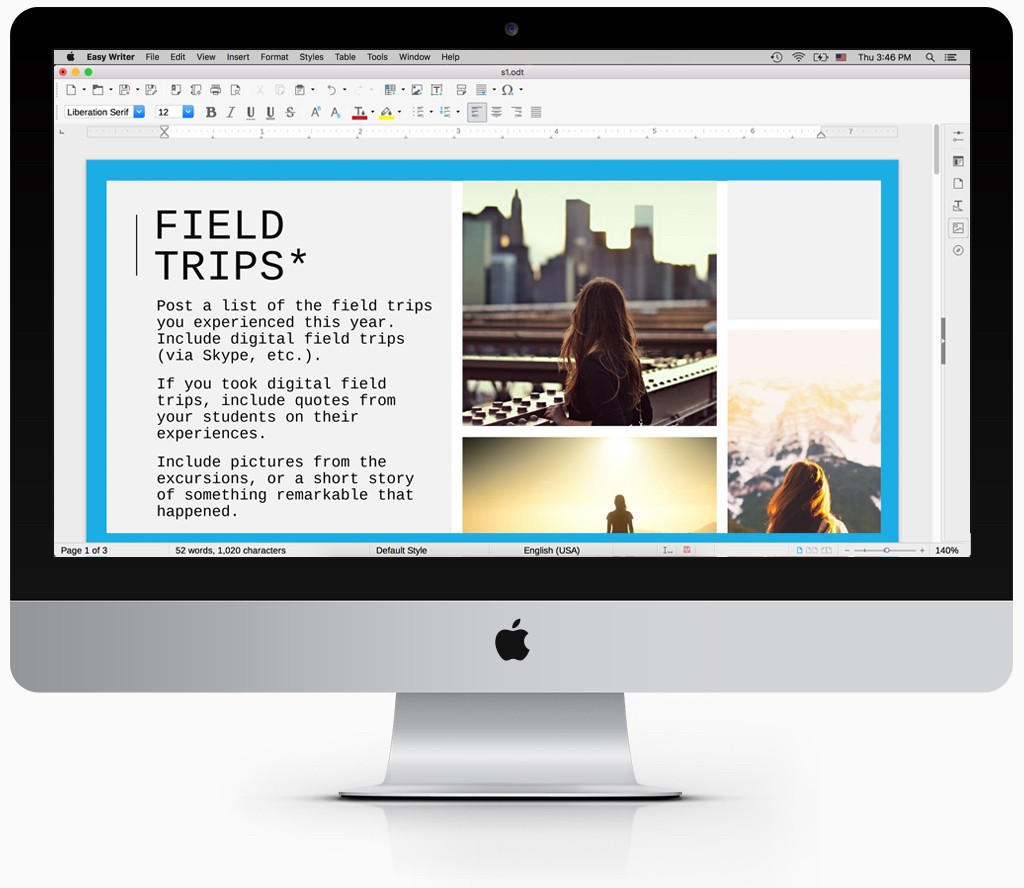 Easy Writer File Edit View Insert Format Styles Table Tools Window Help Thu 3:46 PM
s1.odt
Liberation Serif 12 B I U U S
1 2 3 4 5 6 7
FIELD
TRIPS*
Post a list of the field trips
you experienced this year.
Include digital field trips
(via Skype, etc.).
If you took digital field
trips, include quotes from
your students on their
experiences.
Include pictures from the
excursions, or a short story
of something remarkable that
happened.
Page 1 of 3 52 words, 1,020 characters Default Style English (USA) 140%